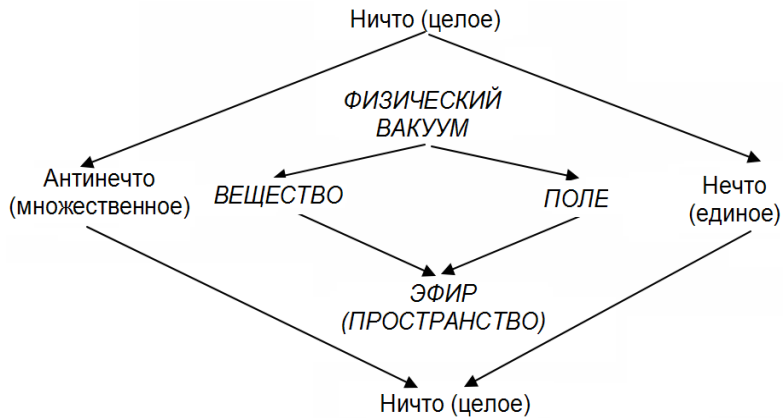 Ничто (целое)
ФИЗИЧЕСКИЙ
ВАКУУМ
Антинечто
(множественное)
ВЕЩЕСТВО
ПОЛЕ
Нечто
(единое)
ЭФИР
(ПРОСТРАНСТВО)
Ничто (целое)